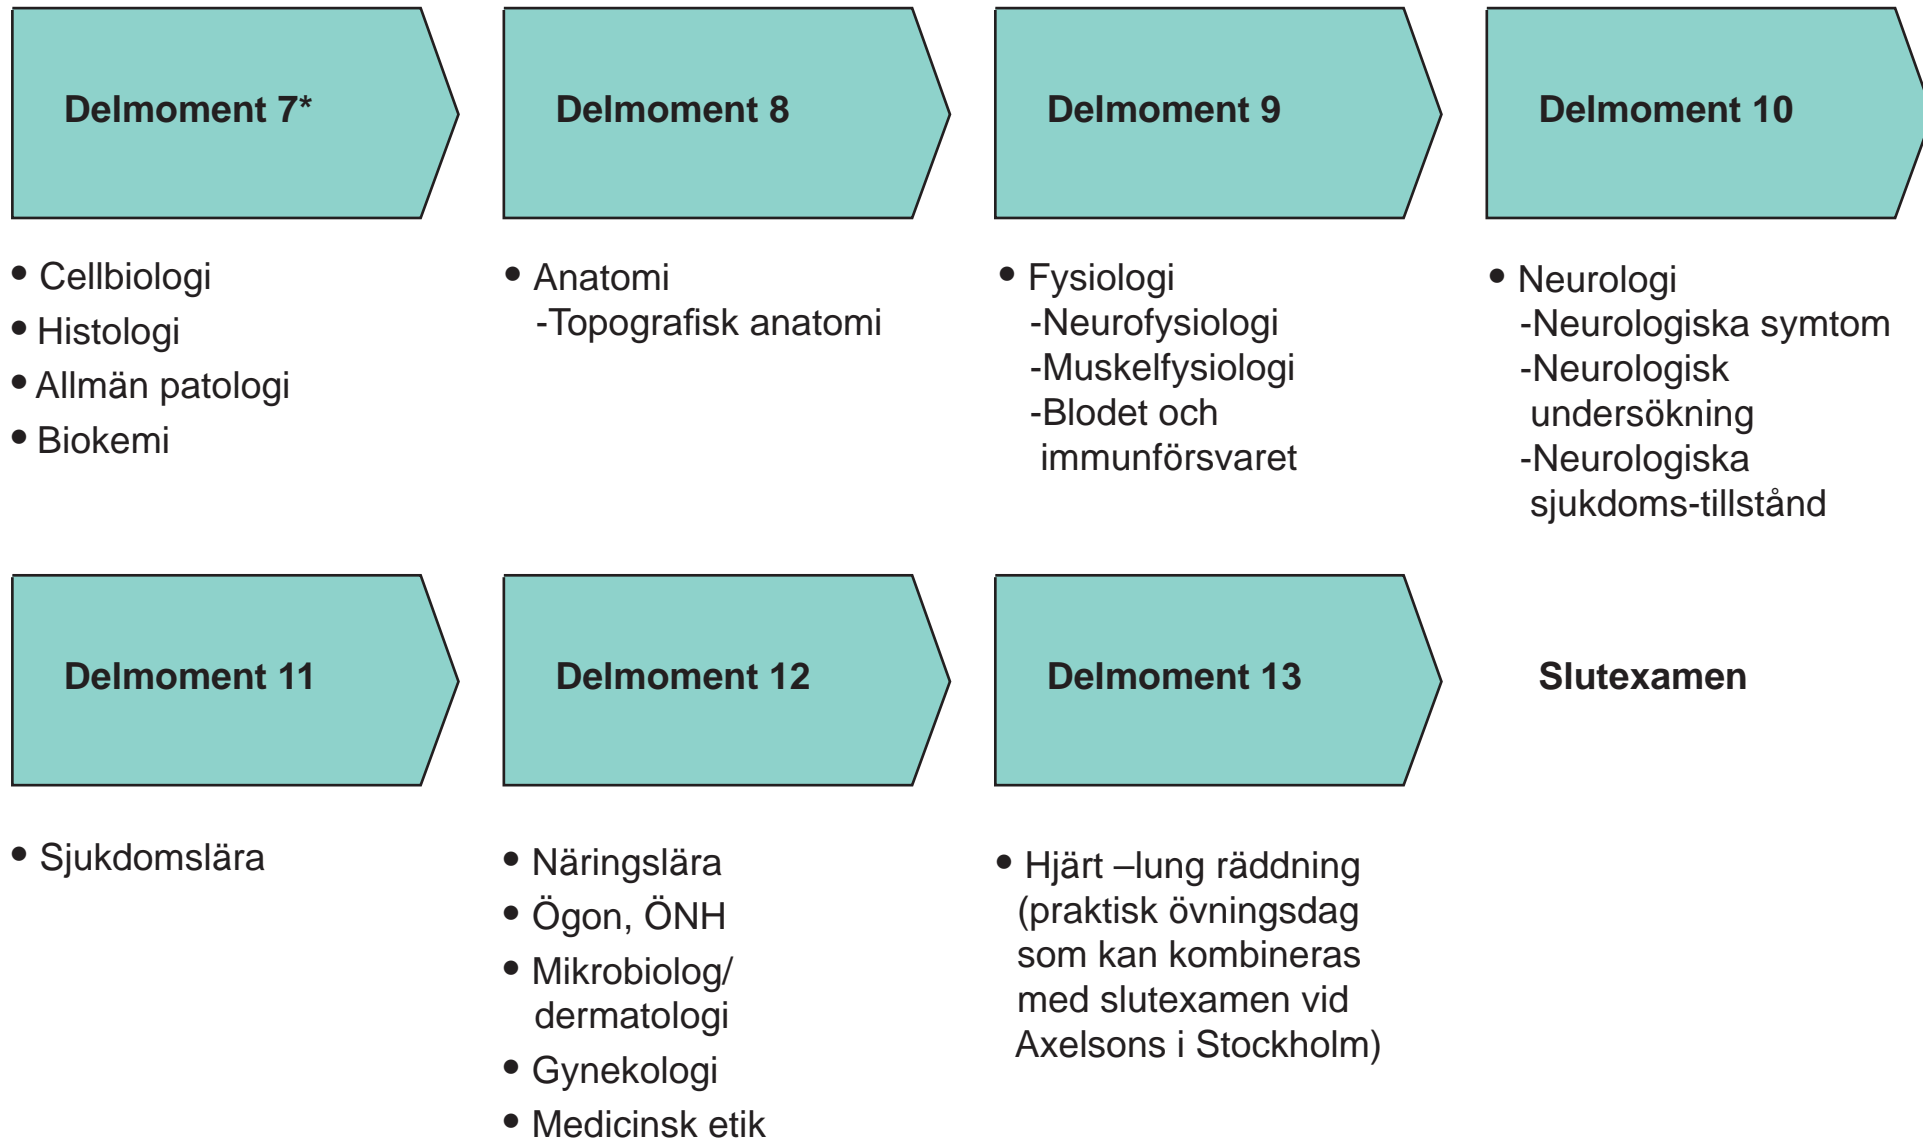 Delmoment 7*
• Cellbiologi
• Histologi
• Allmän patologi
• Biokemi
Delmoment 8
• Anatomi
-Topografisk anatomi
Delmoment 9
• Fysiologi
-Neurofysiologi
-Muskelfysiologi
-Blodet och
immunförsvaret
Delmoment 10
• Neurologi
-Neurologiska symtom
-Neurologisk
undersökning
-Neurologiska
sjukdoms-tillstånd
Delmoment 11
• Sjukdomslära
Delmoment 12
• Näringslära
• Ögon, ÖNH
• Mikrobiolog/
dermatologi
• Gynekologi
• Medicinsk etik
Delmoment 13
• Hjärt –lung räddning
(praktisk övningsdag
som kan kombineras
med slutexamen vid
Axelsons i Stockholm)
Slutexamen